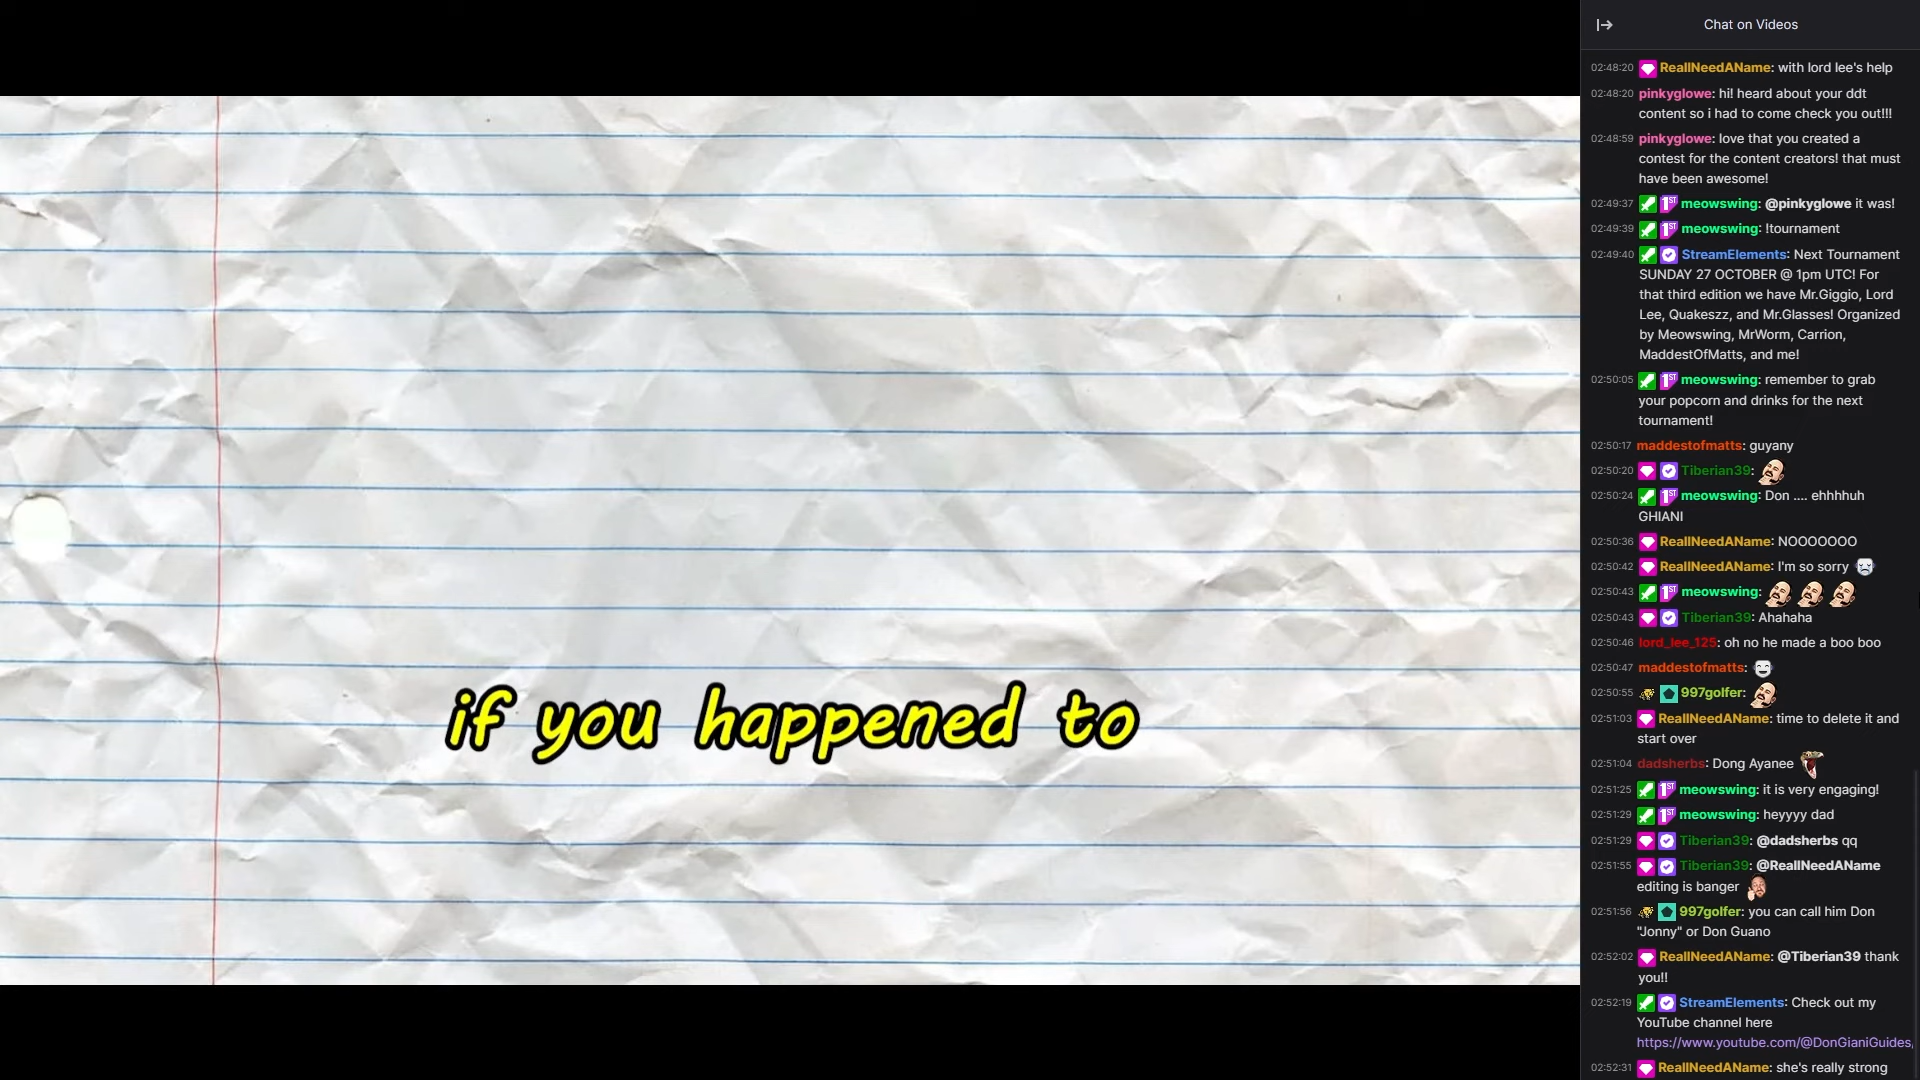 if you happened to
Chat on Videos
02:48:20 ReallNeedAName: with lord lee's help
02:48:20 pinkyglowe: hi! heard about your ddt
content so i had to come check you out!!!
02:48:59 pinkyglowe: love that you created a
contest for the content creators! that must
have been awesome!
02:49:37 1ST meowswing: @pinkyglowe it was!
02:49:39 1ST meowswing: !tournament
02:49:40 StreamElements: Next Tournament
SUNDAY 27 OCTOBER @ 1pm UTC! For
that third edition we have Mr.Giggio, Lord
Lee, Quakeszz, and Mr.Glasses! Organized
by Meowswing, MrWorm, Carrion,
MaddestOfMatts, and me!
02:50:05 1ST meowswing: remember to grab
your popcorn and drinks for the next
tournament!
02:50:17 maddestofmatts: guyany
02:50:20 Tiberian39:
02:50:24 1ST meowswing: Don .... ehhhhuh
GHIANI
02:50:36 ReallNeedAName: NOOOOOOO
02:50:42 ReallNeedAName: I'm so sorry
02:50:43 1ST meowswing:
02:50:43 Tiberian39: Ahahaha
02:50:46 lord_lee_125: oh no he made a boo boo
02:50:47 maddestofmatts:
02:50:55 997golfer:
02:51:03 ReallNeedAName: time to delete it and
start over
02:51:04 dadsherbs: Dong Ayanee
02:51:25 1ST meowswing: it is very engaging!
02:51:29 1ST meowswing: heyyyy dad
02:51:29 Tiberian39: @dadsherbs qq
02:51:55 Tiberian39: @ReallNeedAName
editing is banger
02:51:56 997golfer: you can call him Don
"Jonny" or Don Guano
02:52:02 ReallNeedAName: @Tiberian39 thank
you!!
02:52:19 StreamElements: Check out my
YouTube channel here
https://www.youtube.com/@DonGianiGuides,
02:52:31 ReallNeedAName: she's really strong